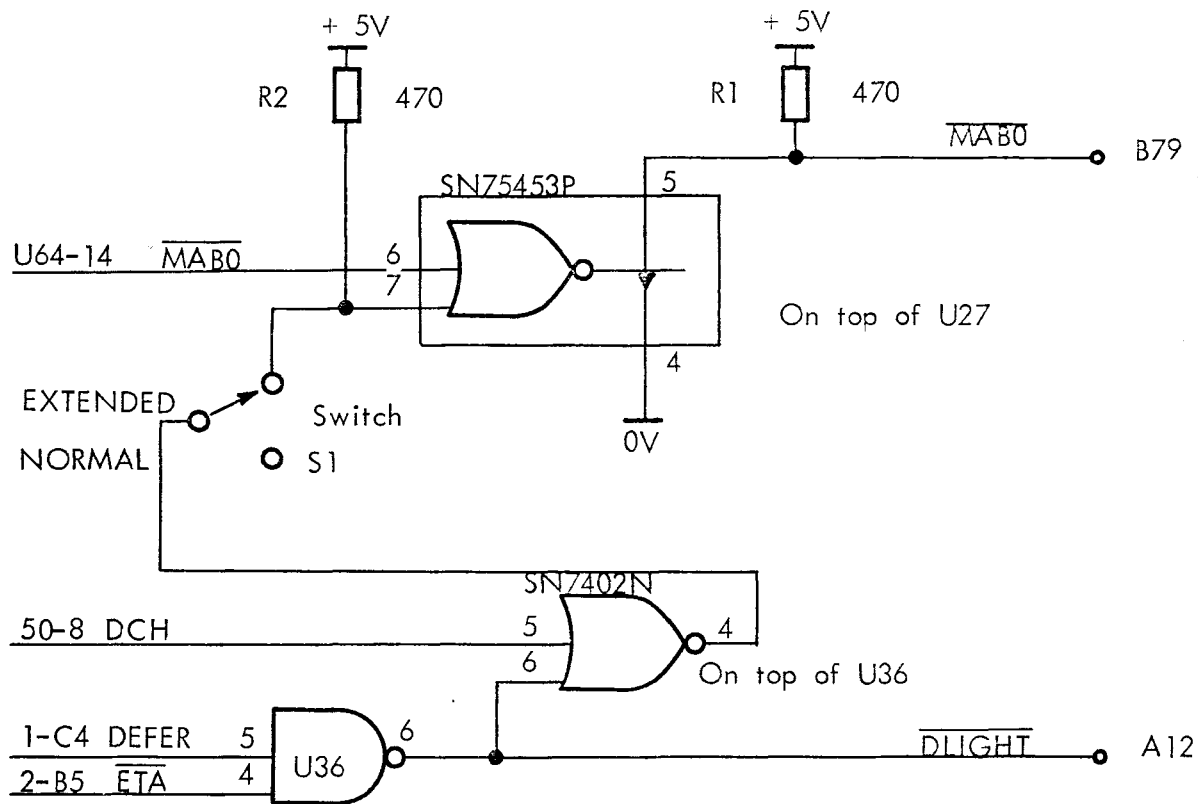 + 5V
+ 5V
R2 470
R1 470
MAB0
B79
SN75453P
5
U64-14 MAB0
6
7
On top of U27
4
EXTENDED
Switch
0V
NORMAL
S1
SN7402N
50-8 DCH
5
4
6
On top of U36
1-C4 DEFER
5
6
DLIGHT
A12
U36
2-B5 ETA
4